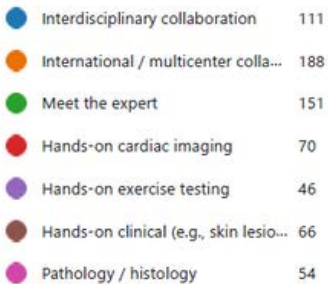 Interdisciplinary collaboration 111
International / multicenter colla... 188
Meet the expert 151
Hands-on cardiac imaging 70
Hands-on exercise testing 46
Hands-on clinical (e.g., skin lesio... 66
Pathology / histology 54